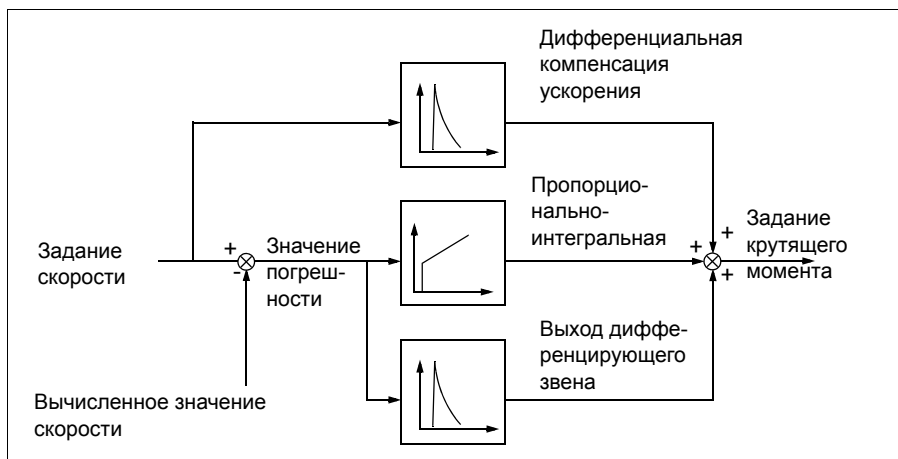 Дифференциальная
компенсация
ускорения
Пропорцио-
нально-
интегральная
Задание
крутящего
момента
+
+
+
Задание
скорости
+
-
Значение
погреш-
ности
Выход диффе-
ренцирующего
звена
Вычисленное значение
скорости